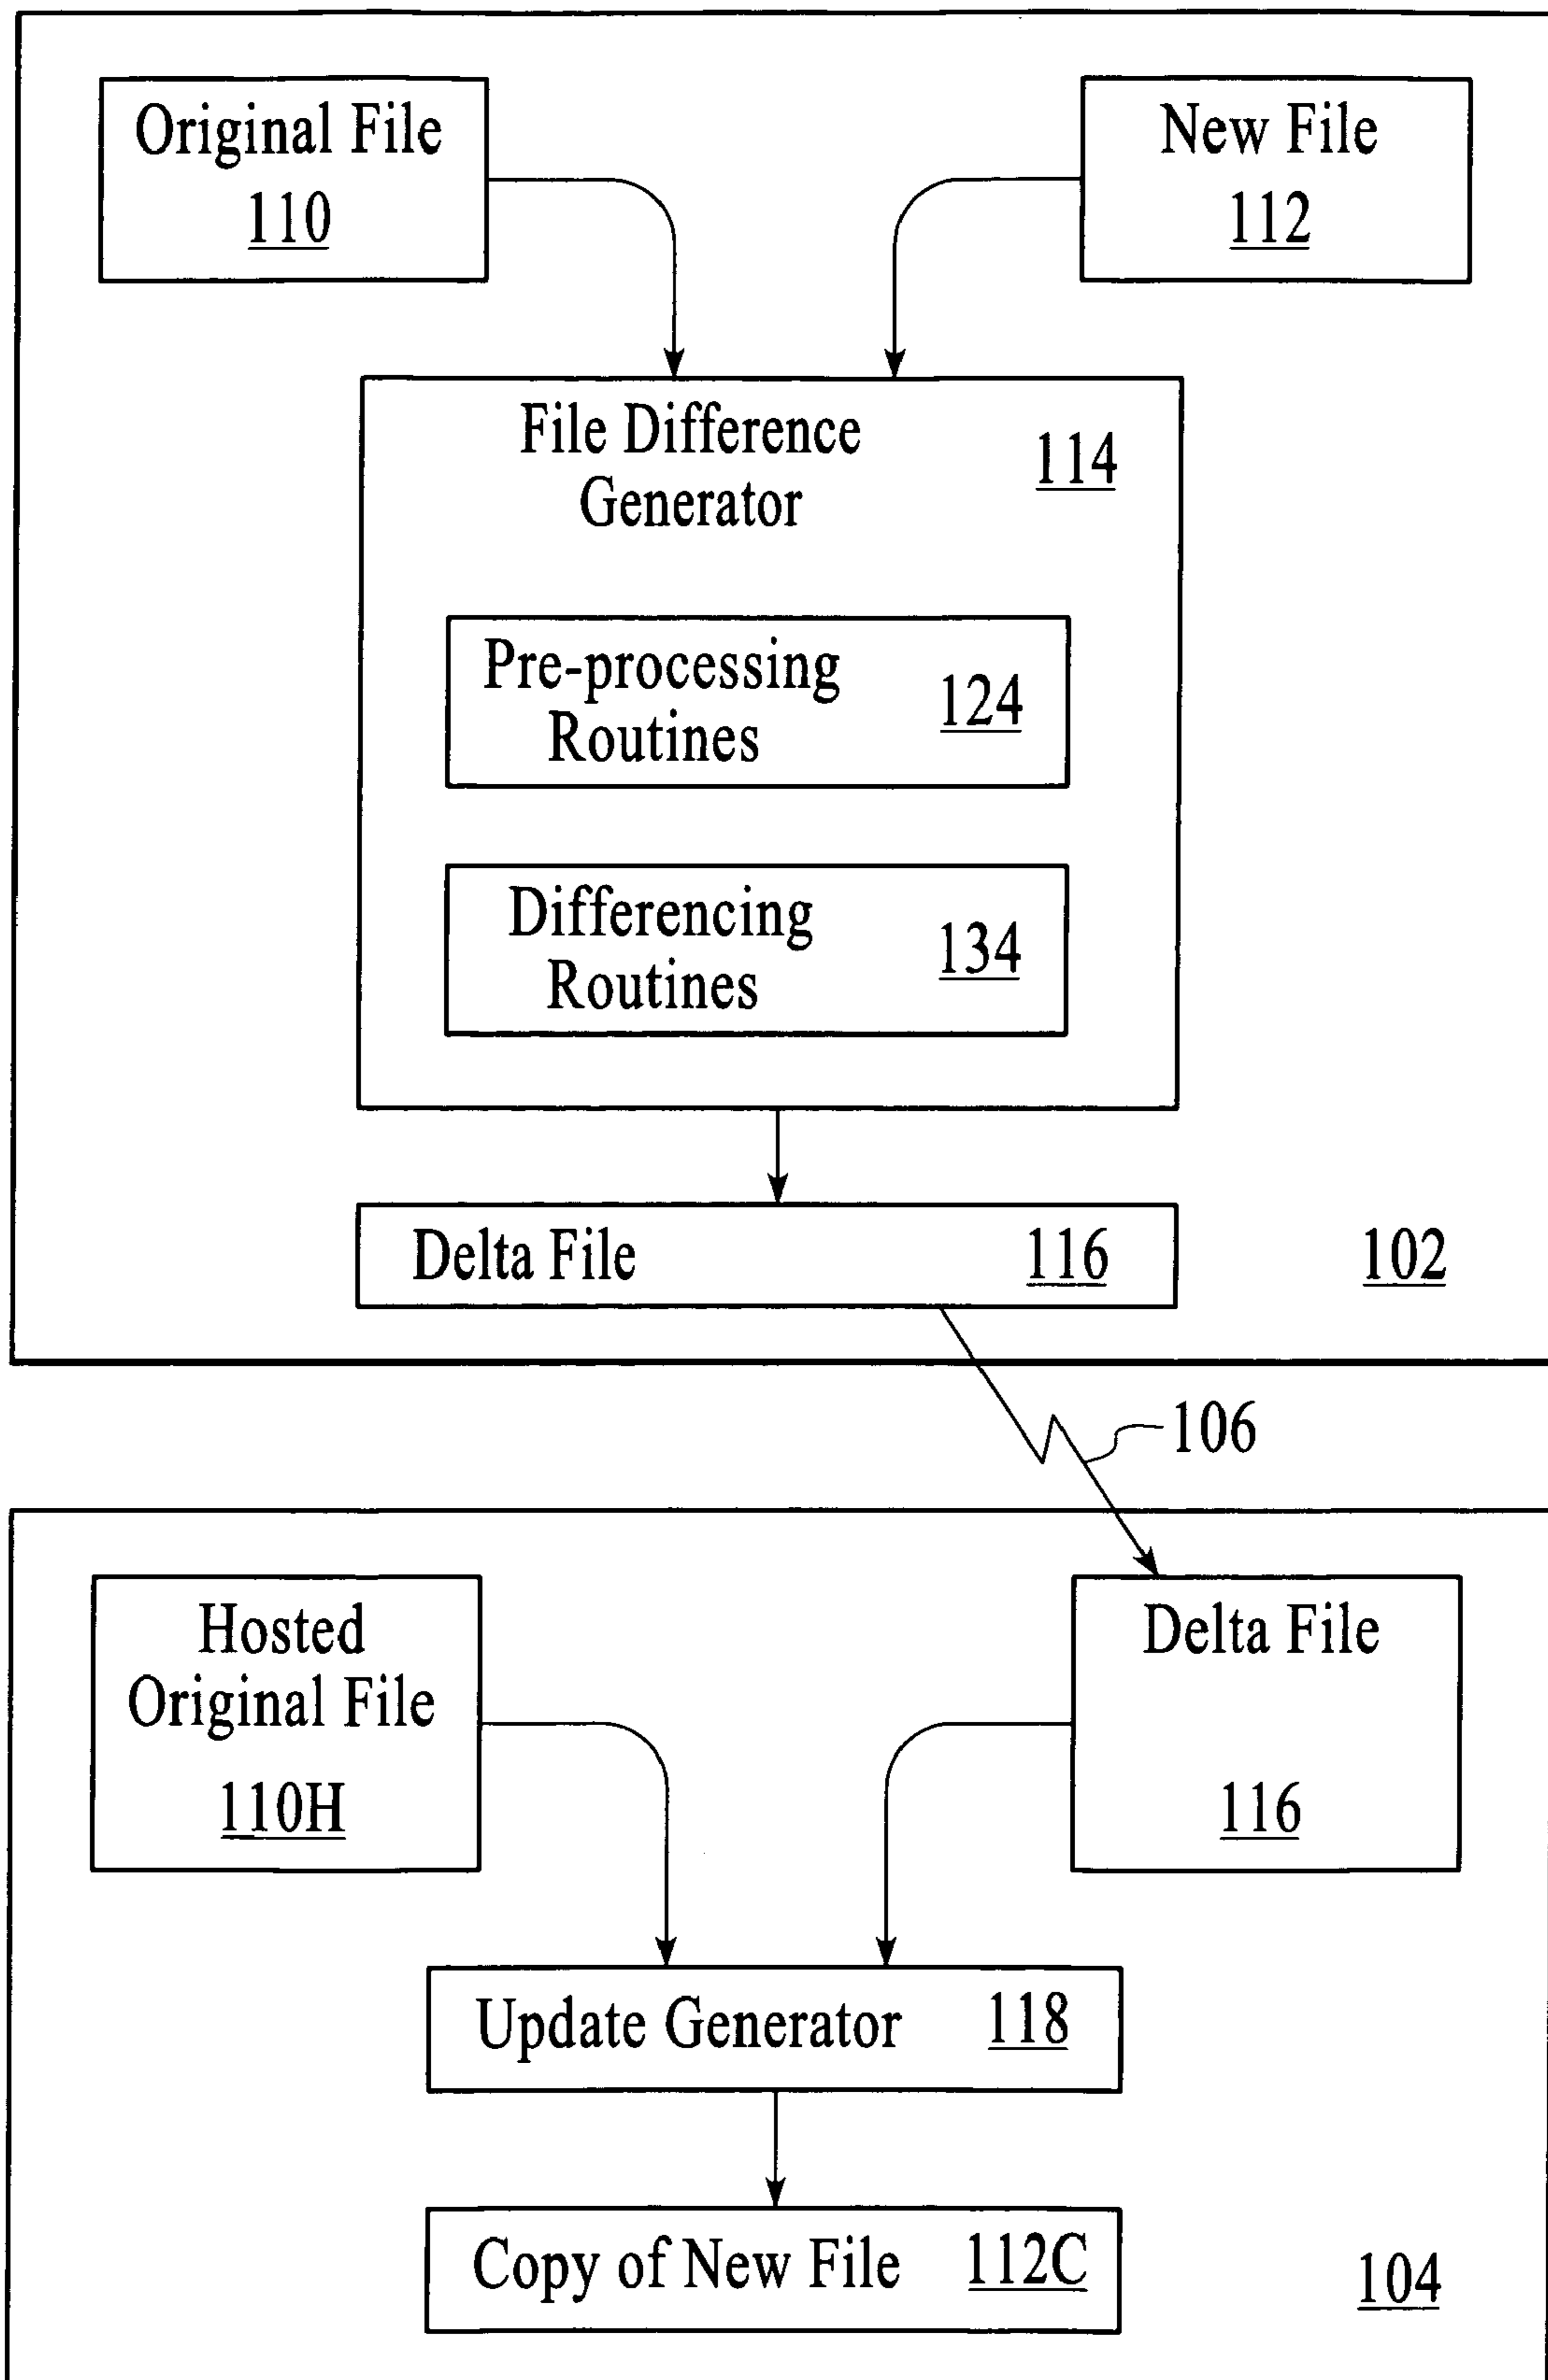 Original File
110
New File
112
File Difference
Generator
114
Pre-processing
Routines
124
Differencing
Routines
134
Delta File
116
102
106
Hosted
Original File
110H
Delta File
116
Update Generator
118
Copy of New File
112C
104